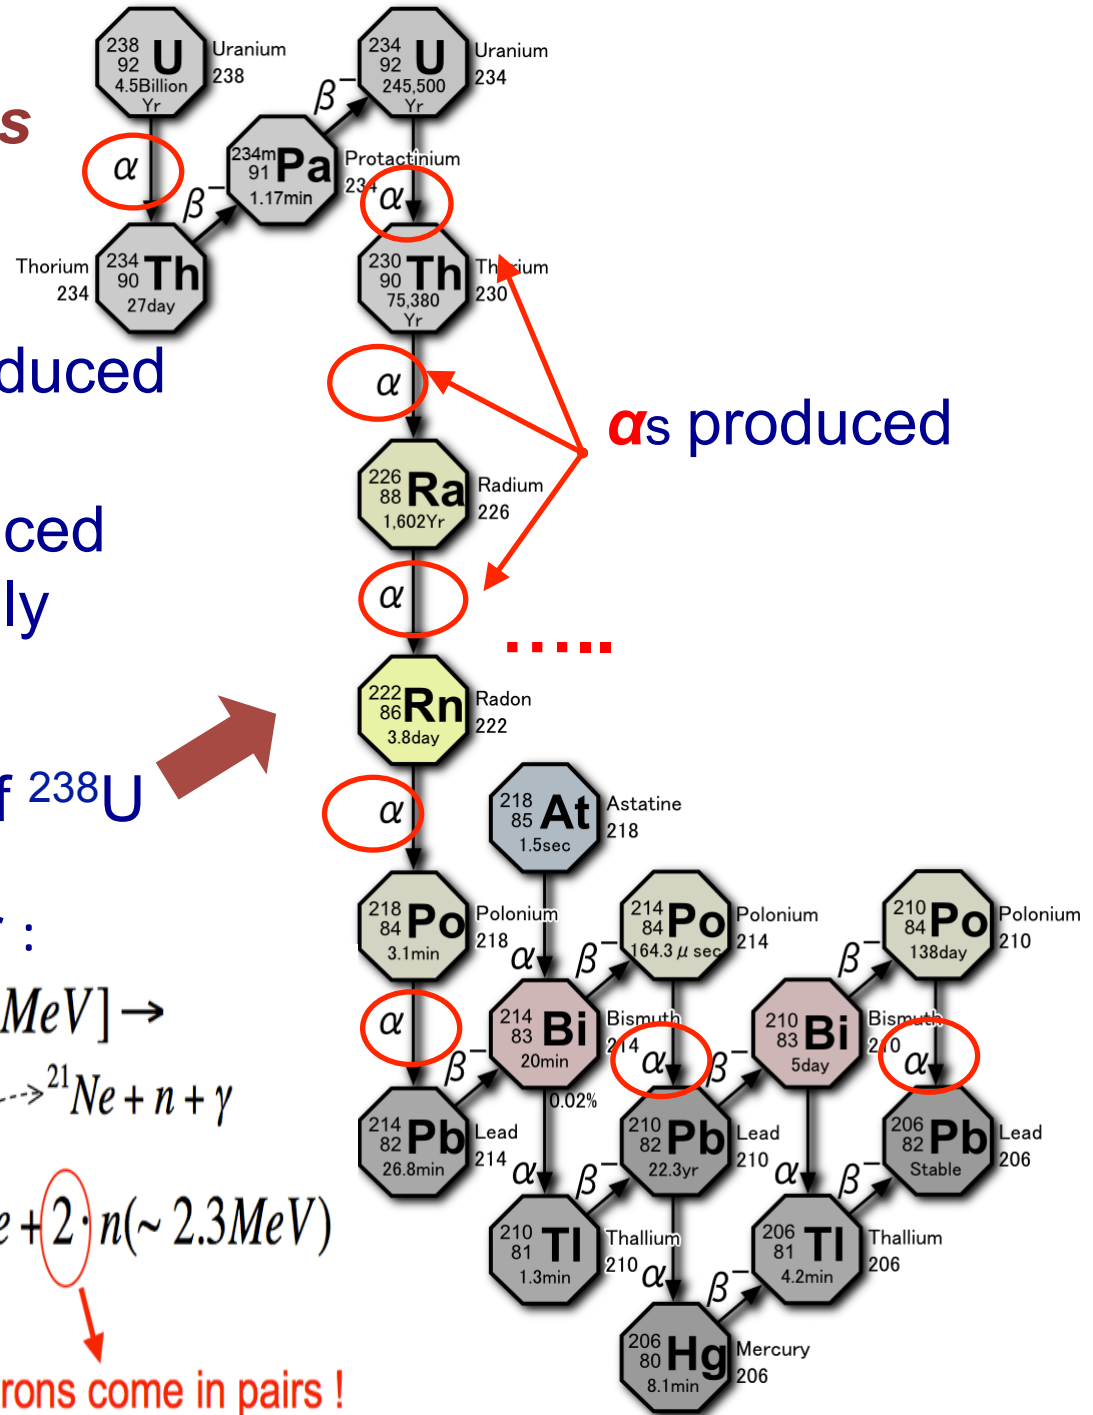 238
92 U
4.5Billion
Yr
Uranium
238
234
92 U
245,500
Yr
Uranium
234
s
β−
α
234m
91 Pa
1.17min
Protactinium
234
α
β−
Thorium
234
234
90 Th
27day
230
90 Th
75,380
Yr
Thorium
230
duced
α
αs produced
226
88 Ra
1,602Yr
Radium
226
ced
ly
α
.....
222
86 Rn
3.8day
Radon
222
f 238U
α
218
85 At
1.5sec
Astatine
218
218
84 Po
3.1min
Polonium
218
214
84 Po
164.3 μ sec
Polonium
214
210
84 Po
138day
Polonium
210
:
α
β−
β−
MeV] →
α
214
83 Bi
20min
Bismuth
214
210
83 Bi
5day
Bismuth
210
21Ne + n + γ
β−
α
β−
α
0.02%
214
82 Pb
26.8min
Lead
214
210
82 Pb
22.3yr
Lead
210
206
82 Pb
Stable
Lead
206
α
β−
α
β−
e + 2 · n(~ 2.3MeV)
210
81 Tl
1.3min
Thallium
210
206
81 Tl
4.2min
Thallium
206
α
β−
206
80 Hg
8.1min
Mercury
206
rons come in pairs !